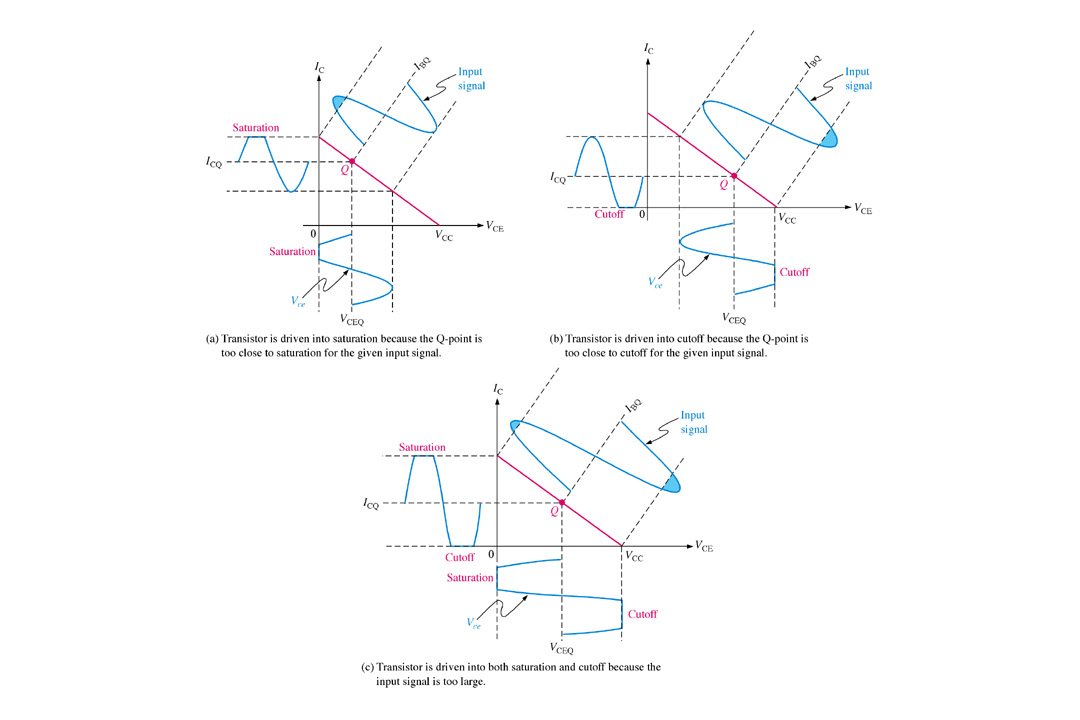 I_C
I_BQ
Input
signal
Saturation
I_CQ
Q
0
V_CC
V_CE
Saturation
V_ce
V_CEQ
(a) Transistor is driven into saturation because the Q-point is
too close to saturation for the given input signal.
I_C
I_BQ
Input
signal
I_CQ
Q
Cutoff
0
V_CC
V_CE
Cutoff
V_ce
V_CEQ
(b) Transistor is driven into cutoff because the Q-point is
too close to cutoff for the given input signal.
I_C
I_BQ
Input
signal
Saturation
I_CQ
Q
Cutoff
0
V_CC
V_CE
Saturation
Cutoff
V_ce
V_CEQ
(c) Transistor is driven into both saturation and cutoff because the
input signal is too large.